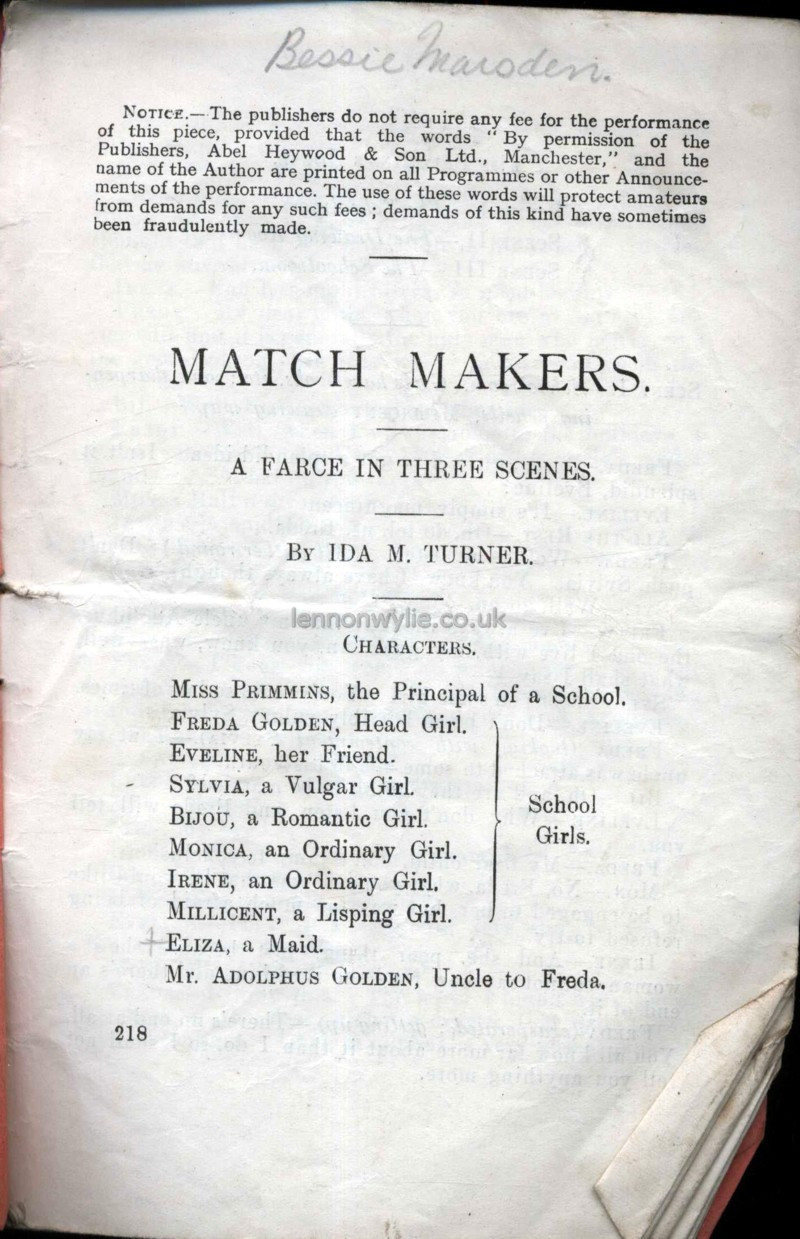 Bessie Marsden.
NOTICE.—The publishers do not require any fee for the performance
of this piece, provided that the words "By permission of the
Publishers, Abel Heywood & Son Ltd., Manchester," and the
name of the Author are printed on all Programmes or other Announce-
ments of the performance. The use of these words will protect amateurs
from demands for any such fees ; demands of this kind have sometimes
been fraudulently made.
MATCH MAKERS.
A FARCE IN THREE SCENES.
BY IDA M. TURNER.
lennonwylie.co.uk
CHARACTERS.
MISS PRIMMINS, the Principal of a School.
FREDA GOLDEN, Head Girl.
EVELINE, her Friend.
SYLVIA, a Vulgar Girl.
BIJOU, a Romantic Girl.
MONICA, an Ordinary Girl.
IRENE, an Ordinary Girl.
MILLICENT, a Lisping Girl.
School
Girls.
ELIZA, a Maid.
Mr. ADOLPHUS GOLDEN, Uncle to Freda.
218